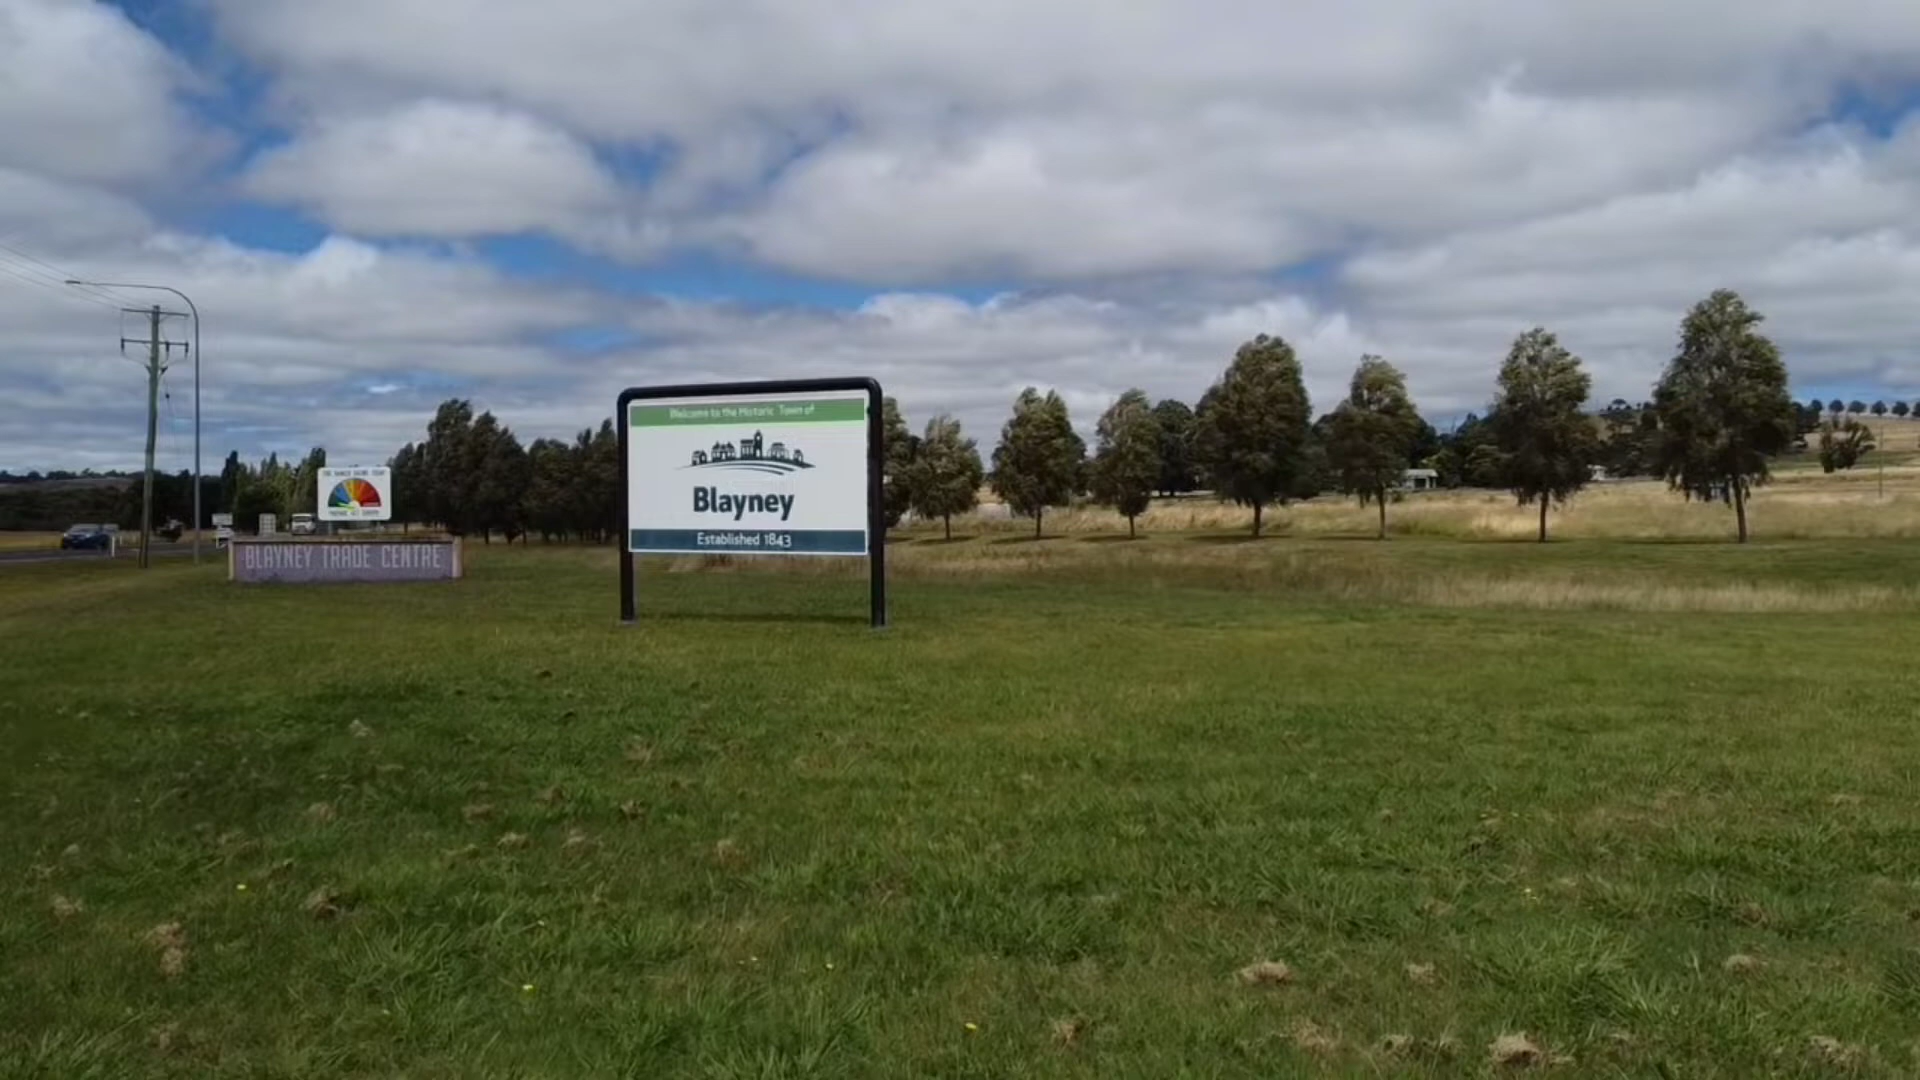 Welcome to the Historic Town of
Blayney
Established 1843
BLAYNEY TRADE CENTRE